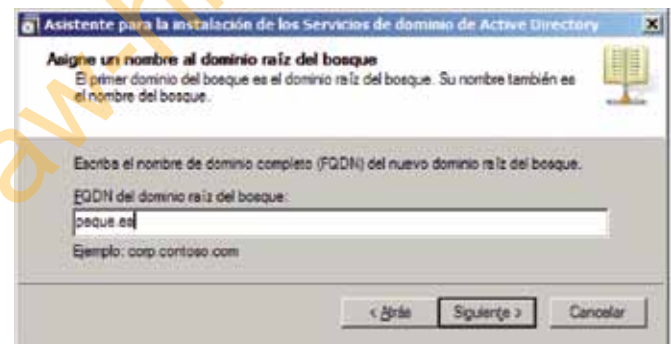 Asistente para la instalación de los Servicios de dominio de Active Directory
Asigne un nombre al dominio raíz del bosque
El primer dominio del bosque es el dominio raíz del bosque. Su nombre también es
el nombre del bosque.
Escriba el nombre de dominio completo (FQDN) del nuevo dominio raíz del bosque.
FQDN del dominio raíz del bosque:
peque.es
Ejemplo: corp.contoso.com
< Atrás
Siguiente >
Cancelar